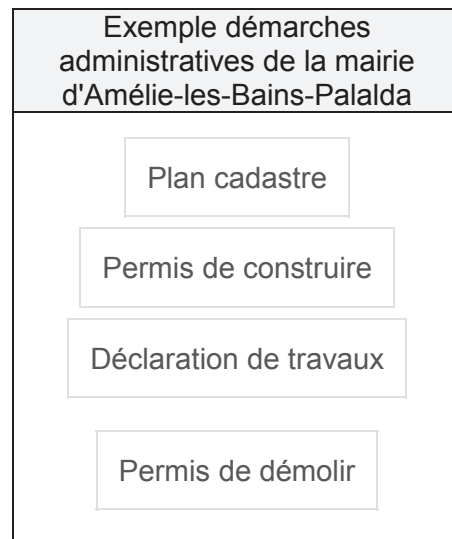 Exemple démarches
administratives de la mairie
d'Amélie-les-Bains-Palalda
Plan cadastre
Permis de construire
Déclaration de travaux
Permis de démolir